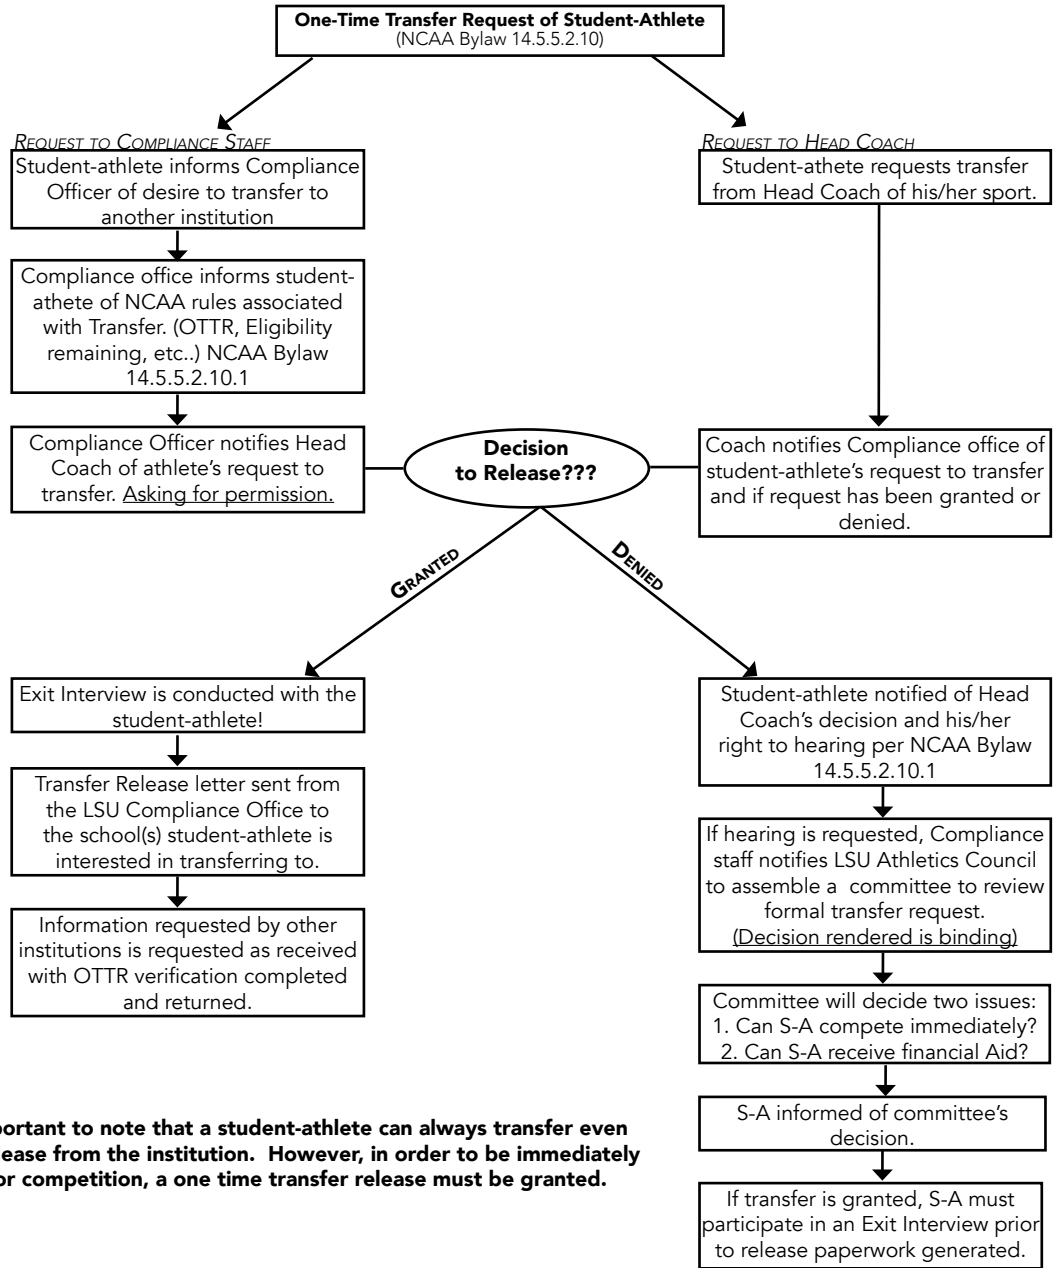 One-Time Transfer Request of Student-Athlete
(NCAA Bylaw 14.5.5.2.10)
Request to Compliance Staff
Student-athlete informs Compliance
Officer of desire to transfer to
another institution
Compliance office informs student-
athete of NCAA rules associated
with Transfer. (OTTR, Eligibility
remaining, etc..) NCAA Bylaw
14.5.5.2.10.1
Compliance Officer notifies Head
Coach of athlete's request to
transfer. Asking for permission.
Request to Head Coach
Student-athete requests transfer
from Head Coach of his/her sport.
Coach notifies Compliance office of
student-athlete's request to transfer
and if request has been granted or
denied.
Decision
to Release???
Granted
Denied
Exit Interview is conducted with the
student-athlete!
Transfer Release letter sent from
the LSU Compliance Office to
the school(s) student-athlete is
interested in transferring to.
Information requested by other
institutions is requested as received
with OTTR verification completed
and returned.
Student-athlete notified of Head
Coach's decision and his/her
right to hearing per NCAA Bylaw
14.5.5.2.10.1
If hearing is requested, Compliance
staff notifies LSU Athletics Council
to assemble a committee to review
formal transfer request.
(Decision rendered is binding)
Committee will decide two issues:
1. Can S-A compete immediately?
2. Can S-A receive financial Aid?
S-A informed of committee's
decision.
If transfer is granted, S-A must
participate in an Exit Interview prior
to release paperwork generated.
portant to note that a student-athlete can always transfer even
lease from the institution. However, in order to be immediately
or competition, a one time transfer release must be granted.